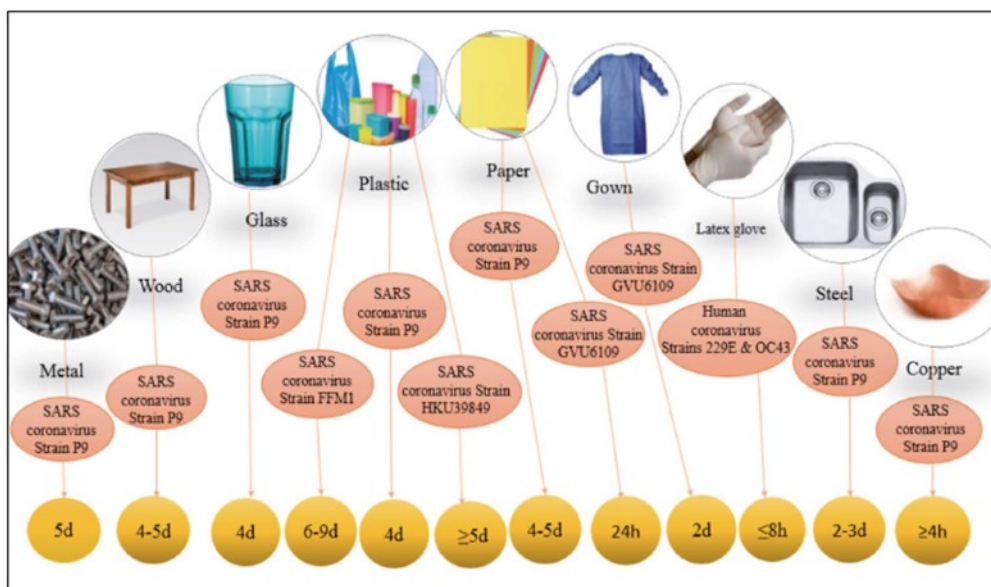 Metal
SARS
coronavirus
Strain P9
5d
Wood
SARS
coronavirus
Strain P9
4-5d
Glass
SARS
coronavirus
Strain P9
4d
Plastic
SARS
coronavirus
Strain FFM1
6-9d
SARS
coronavirus
Strain P9
4d
SARS
coronavirus Strain
HKU39849
≥5d
Paper
SARS
coronavirus
Strain P9
4-5d
SARS
coronavirus Strain
GVU6109
24h
Gown
SARS
coronavirus Strain
GVU6109
2d
Latex glove
Human
coronavirus
Strains 229E & OC43
≤8h
Steel
SARS
coronavirus
Strain P9
2-3d
Copper
SARS
coronavirus
Strain P9
≥4h